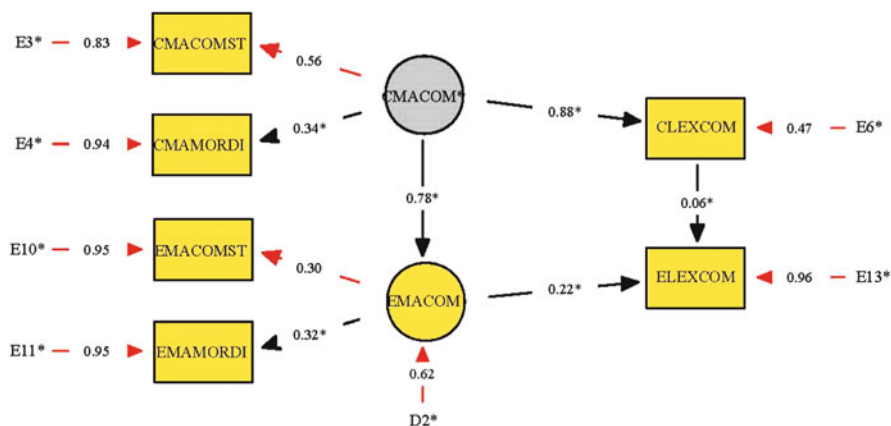 E3* 0.83 CMACOMST 0.56
CMACOM*
E4* 0.94 CMAMORDI 0.34*
0.88* CLEXCOM 0.47 E6*
0.78* 0.06*
E10* 0.95 EMACOMST 0.30
EMACOM 0.22* ELEXCOM 0.96 E13*
E11* 0.95 EMAMORDI 0.32*
0.62
D2*